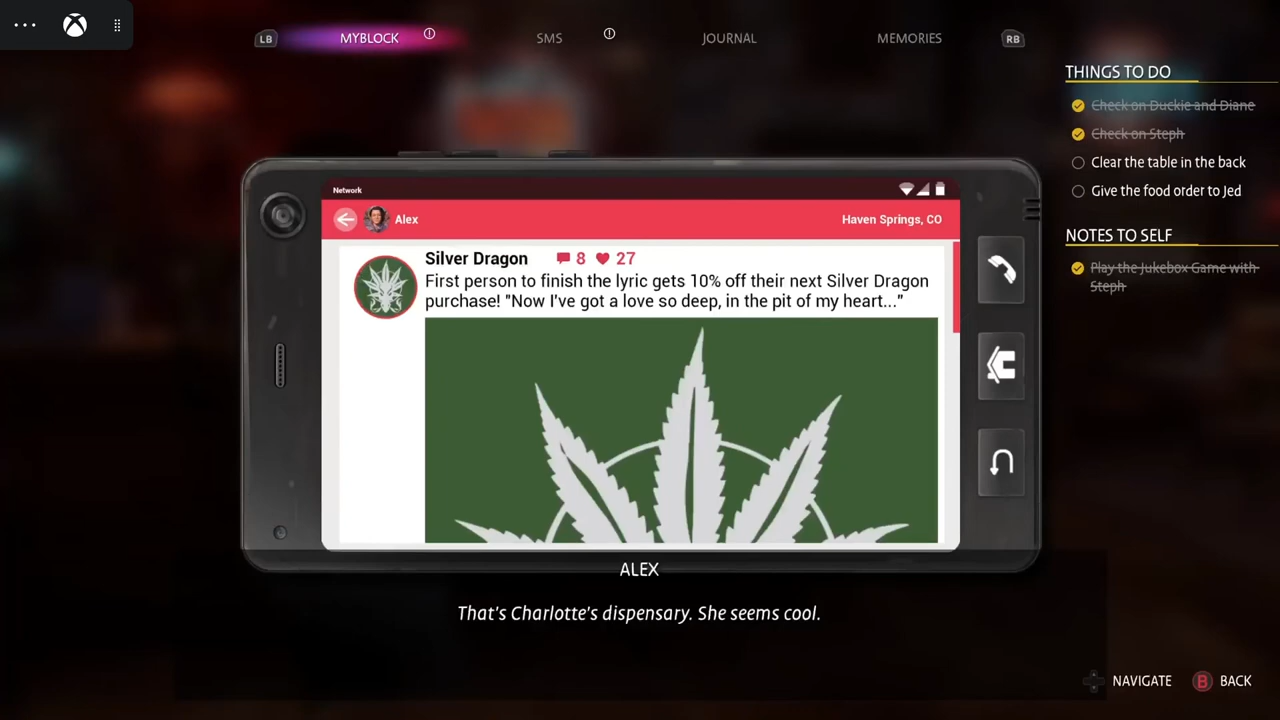 LB
MYBLOCK
SMS
JOURNAL
MEMORIES
RB
THINGS TO DO
Check on Duckie and Diane
Check on Steph
Clear the table in the back
Give the food order to Jed
NOTES TO SELF
Play the Jukebox Game with
Steph
Network
Alex
Haven Springs, CO
Silver Dragon 8 27
First person to finish the lyric gets 10% off their next Silver Dragon
purchase! "Now I've got a love so deep, in the pit of my heart..."
ALEX
That's Charlotte's dispensary. She seems cool.
NAVIGATE
B BACK